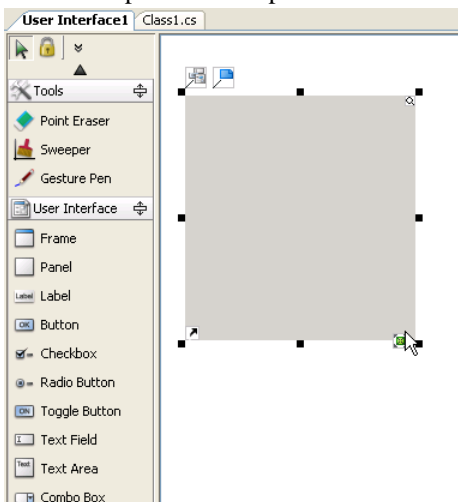 User Interface1 Class1.cs
Tools
Point Eraser
Sweeper
Gesture Pen
User Interface
Frame
Panel
Label Label
OK Button
Checkbox
Radio Button
ON Toggle Button
Text Field
Text Text Area
Combo Box